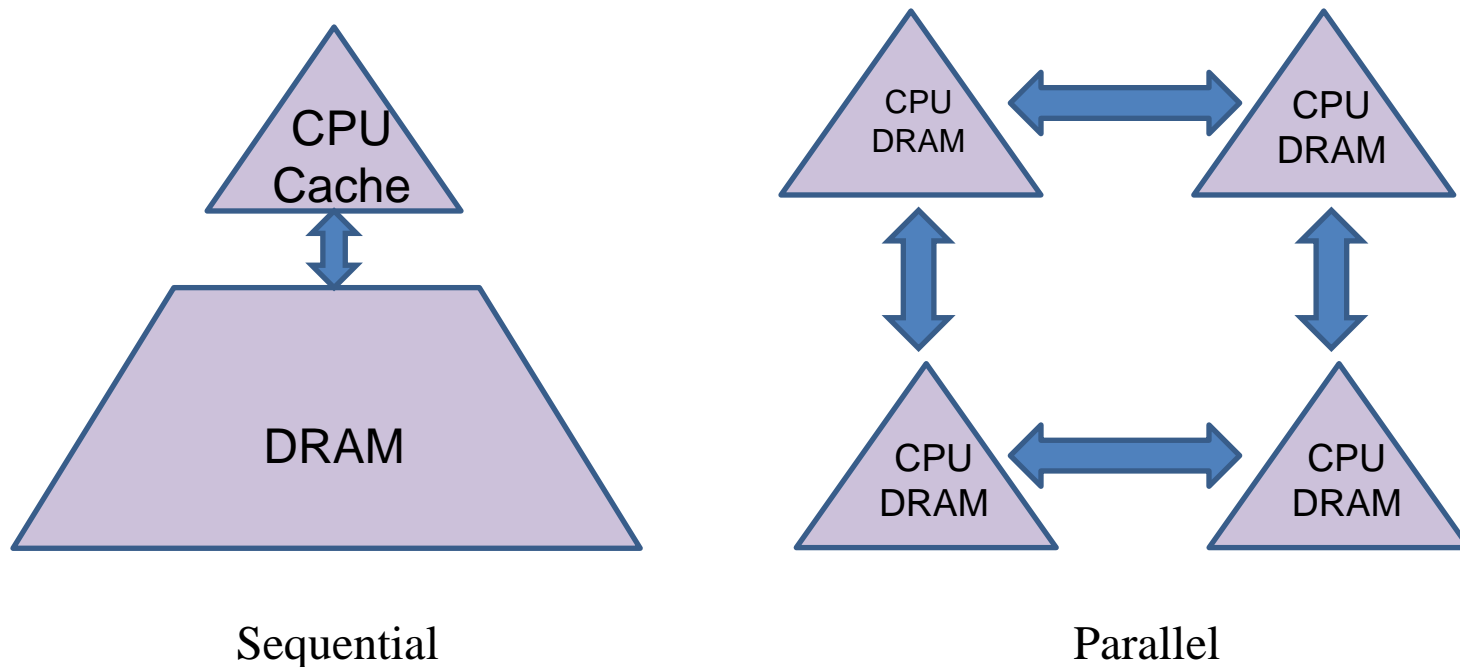 CPU
Cache
DRAM
Sequential
CPU
DRAM
CPU
DRAM
CPU
DRAM
CPU
DRAM
Parallel